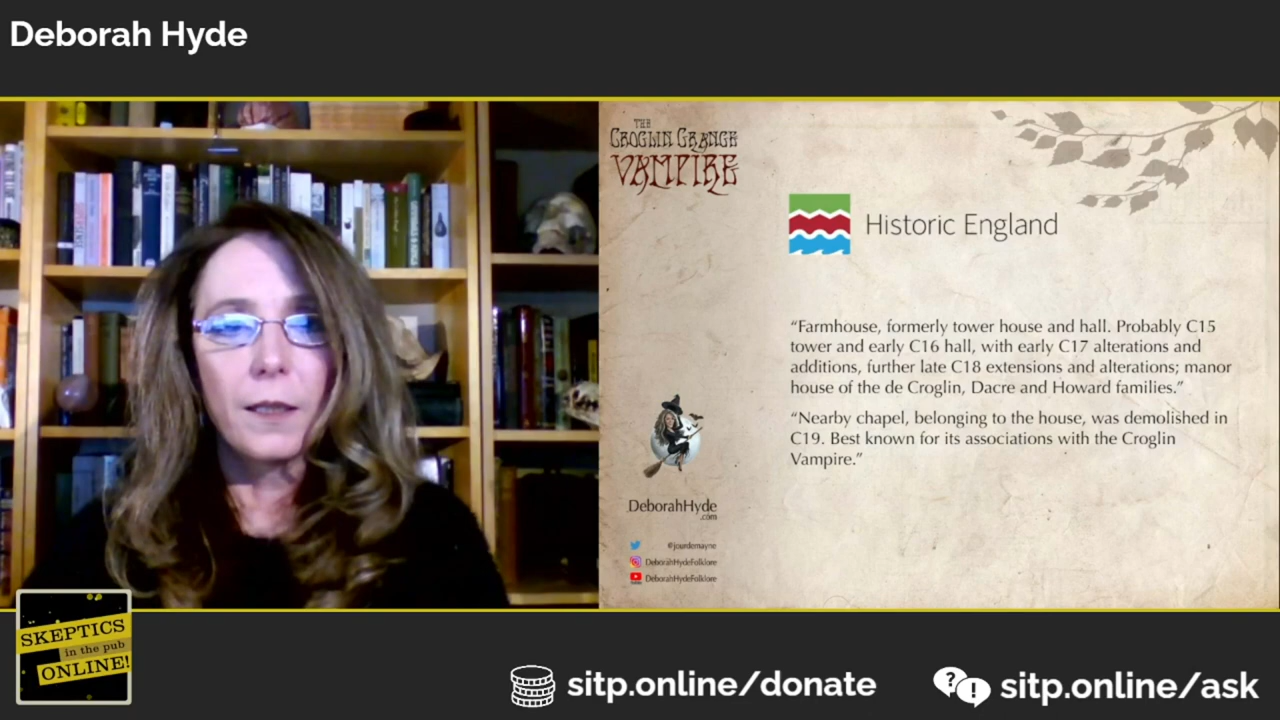 Deborah Hyde
THE
CROGLIN GRANGE
VAMPIRE
Historic England
“Farmhouse, formerly tower house and hall. Probably C15
tower and early C16 hall, with early C17 alterations and
additions, further late C18 extensions and alterations; manor
house of the de Croglin, Dacre and Howard families.”
“Nearby chapel, belonging to the house, was demolished in
C19. Best known for its associations with the Croglin
Vampire.”
DeborahHyde
.com
@jourdemayne
DeborahHydeFolklore
DeborahHydeFolklore
SKEPTICS
in the pub
ONLINE!
sitp.online/donate
? !
sitp.online/ask